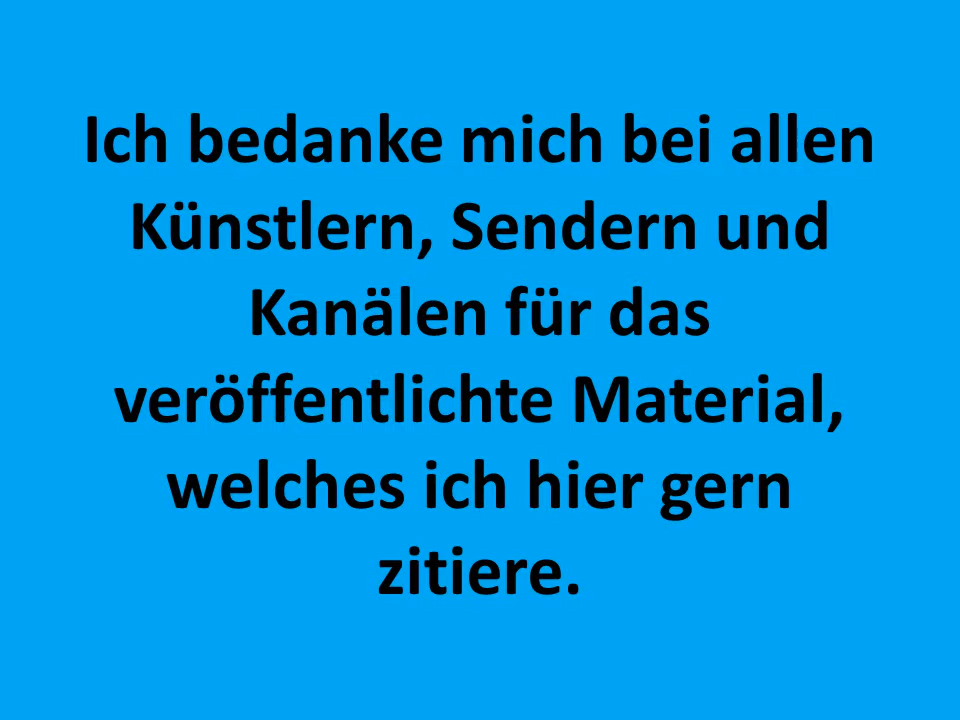 Ich bedanke mich bei allen
Künstlern, Sendern und
Kanälen für das
veröffentlichte Material,
welches ich hier gern
zitiere.